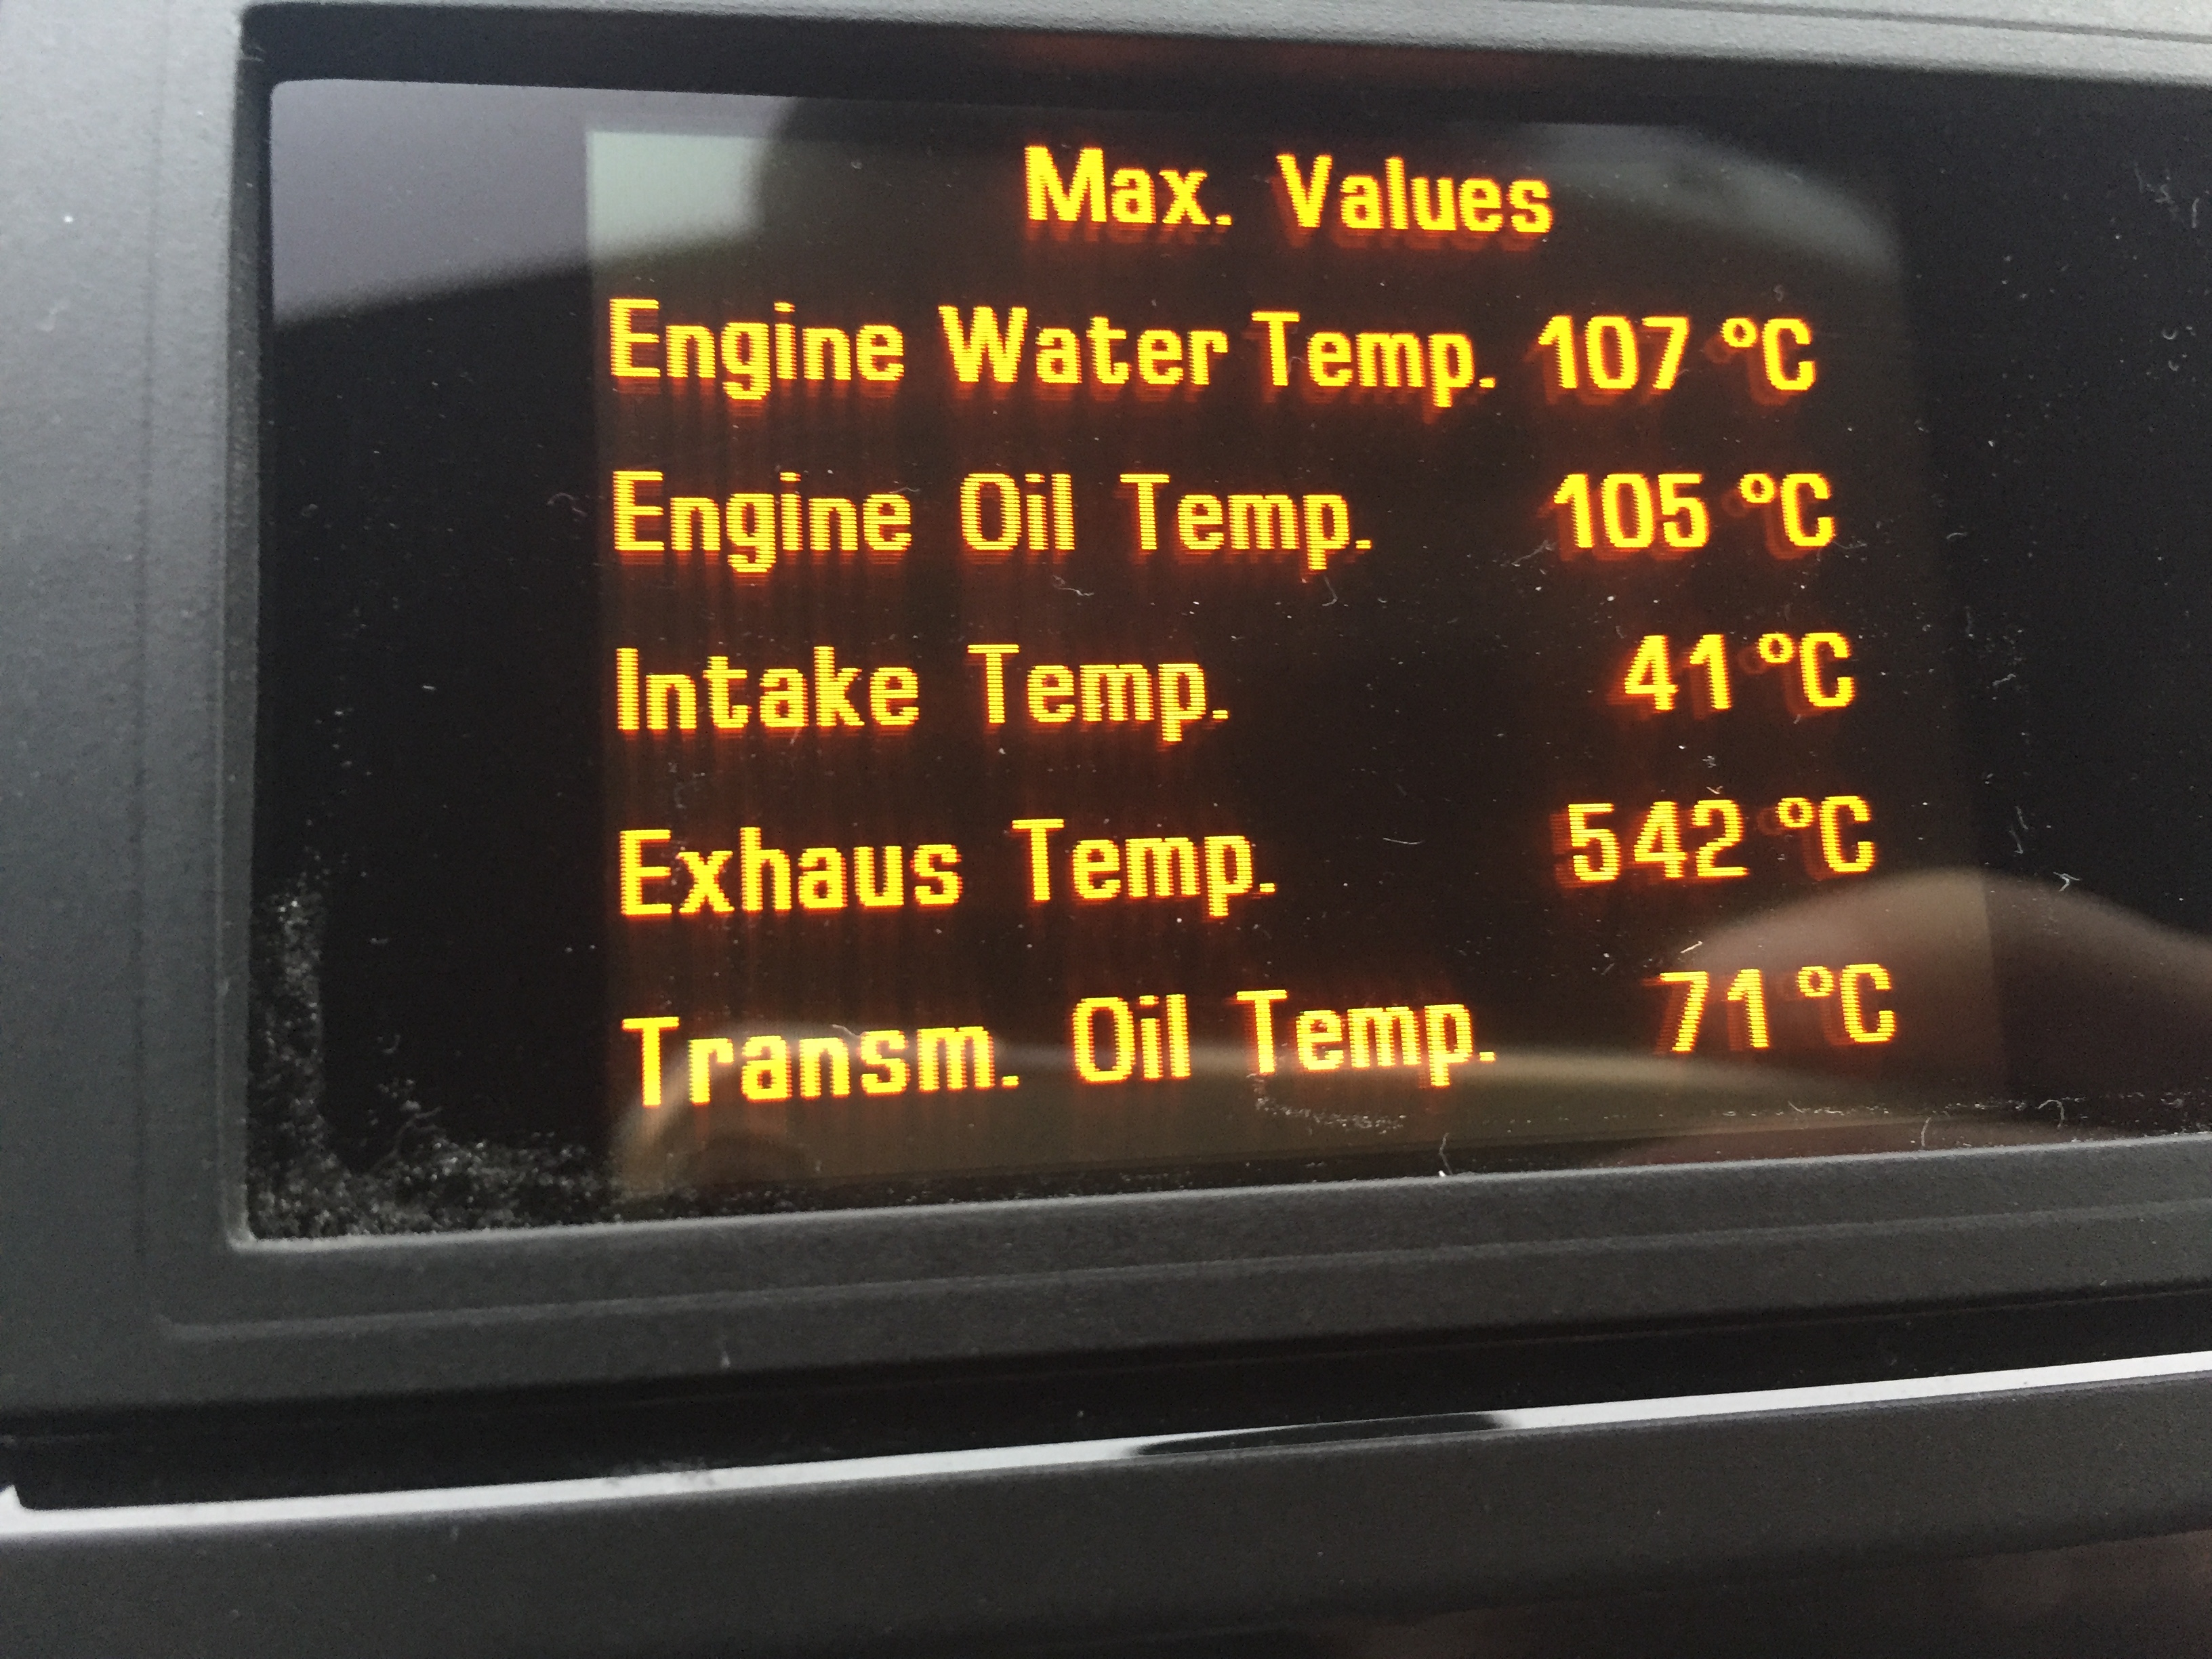 Max. Values
Engine Water Temp. 107 °C
Engine Oil Temp. 105 °C
Intake Temp. 41 °C
Exhaus Temp. 542 °C
Transm. Oil Temp. 71 °C